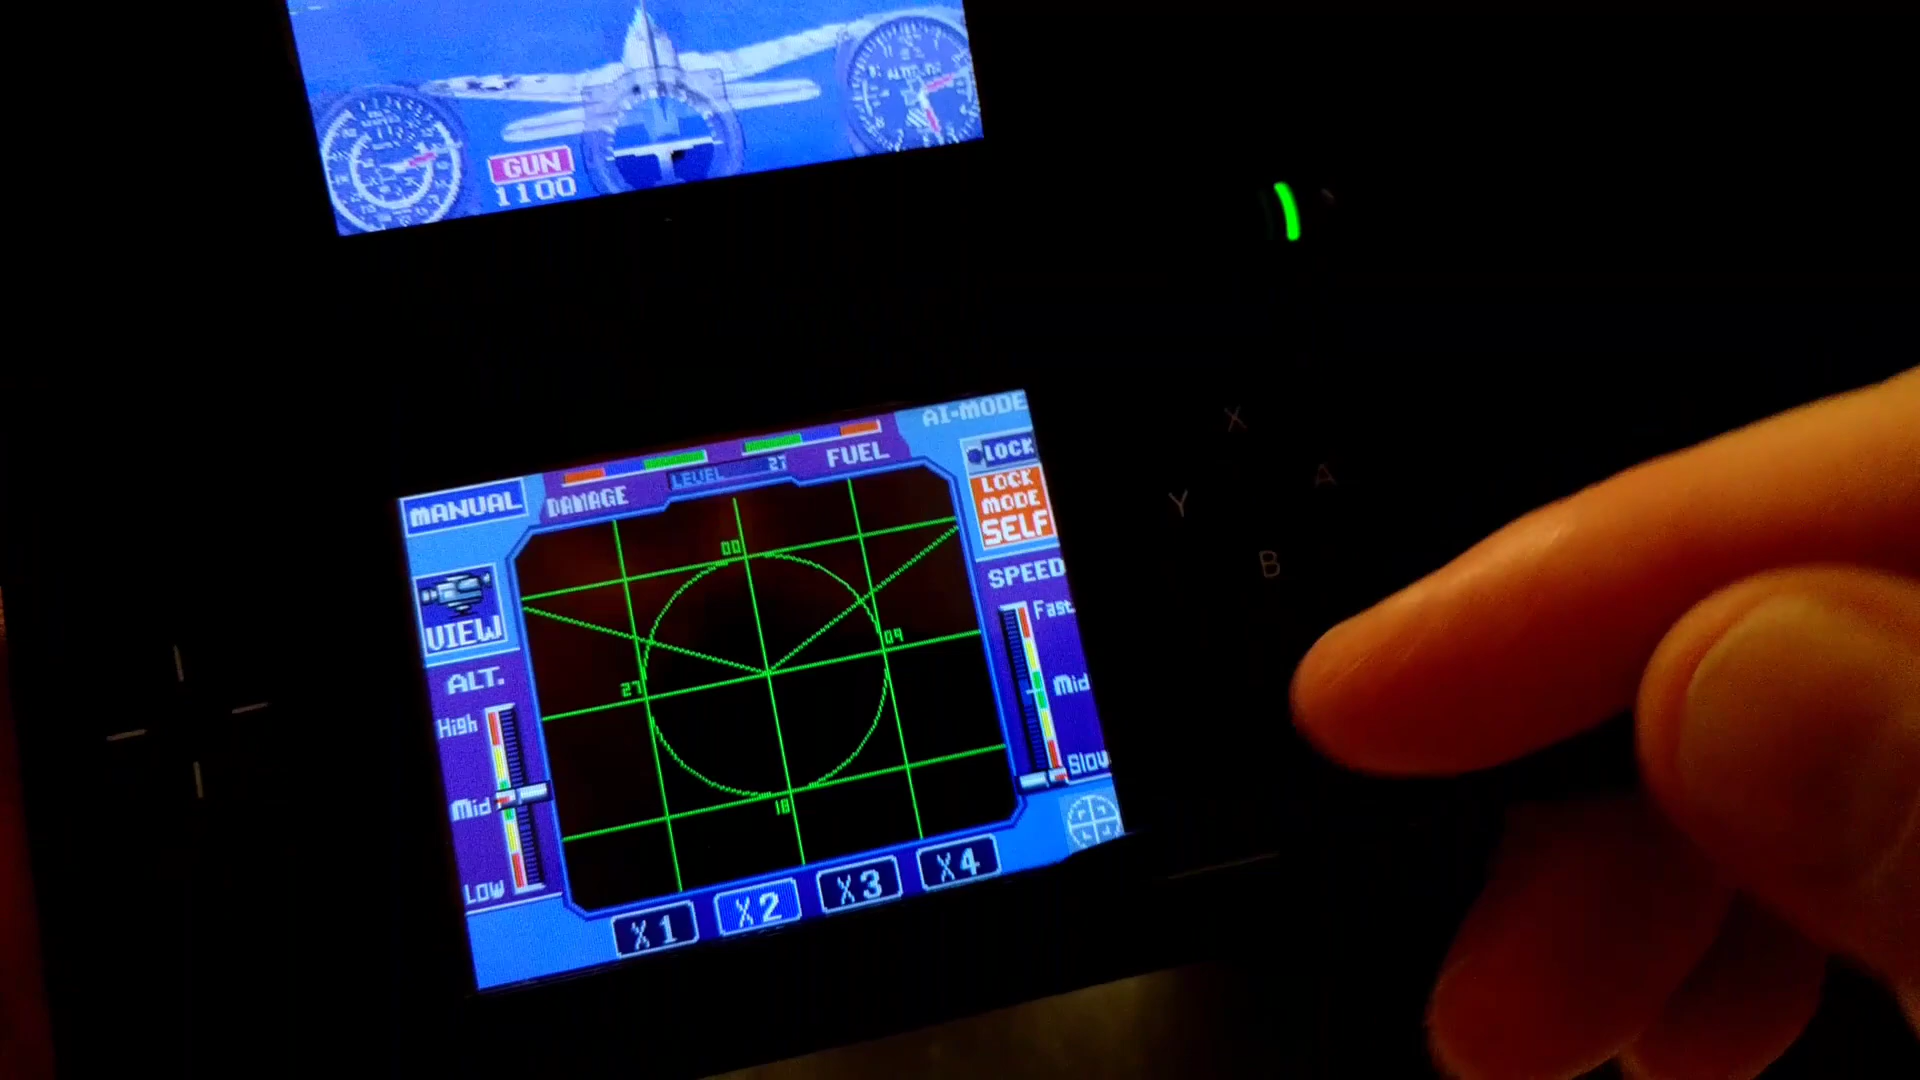 GUN
1100
AI-MODE
LOCK
LOCK
MODE
SELF
FUEL
LEVEL 27
DAMAGE
MANUAL
VIEW
ALT.
High
Mid
Low
00
09
27
18
SPEED
Fast
Mid
Slow
X1
X2
X3
X4
X
Y
A
B